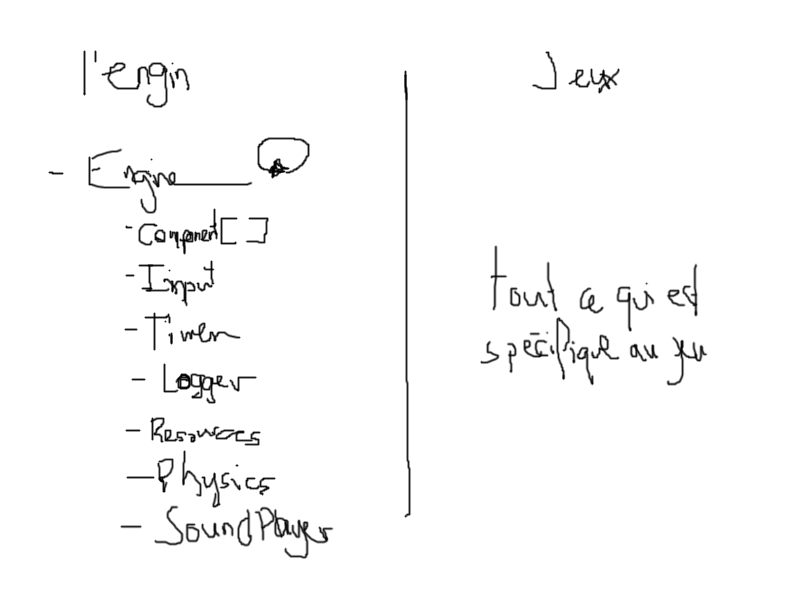 l'engin
- Engine
- Component[ ]
- Input
- Timer
- Logger
- Resources
- Physics
- SoundPlayer
Jeux
tout ce qui est
spécifique au jeu